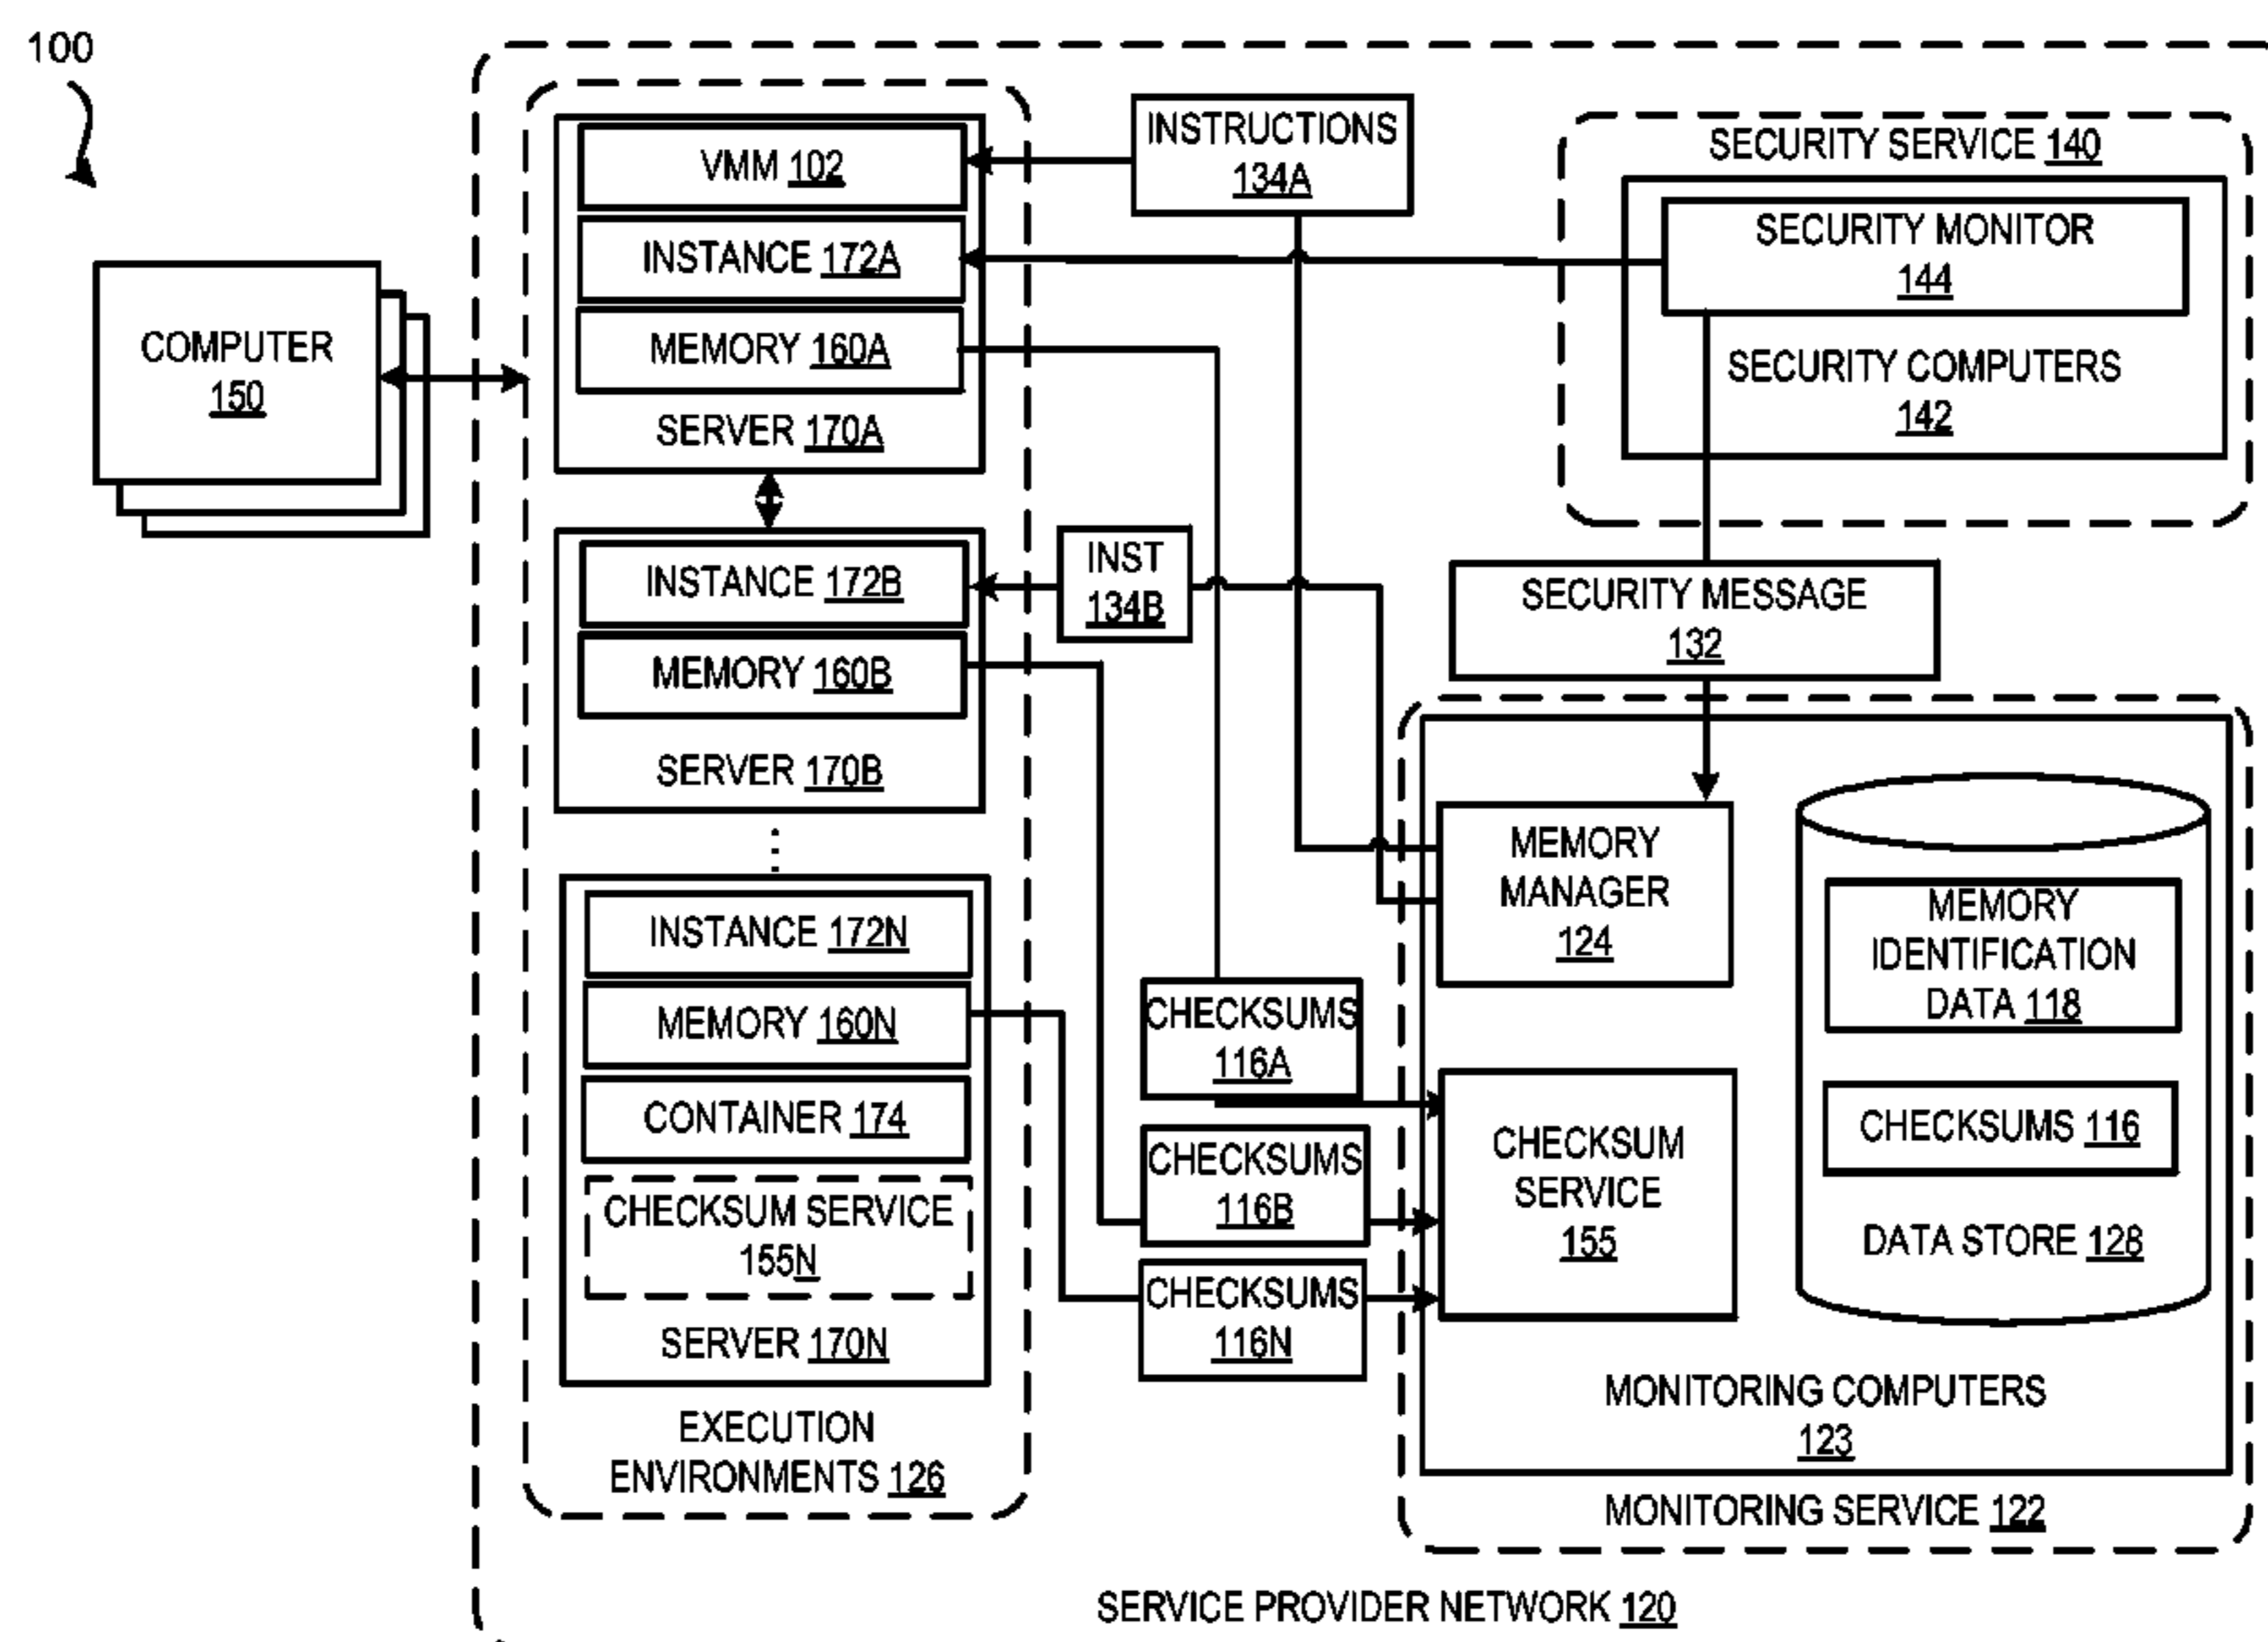 100
COMPUTER
150
VMM 102
INSTANCE 172A
MEMORY 160A
SERVER 170A
INSTANCE 172B
MEMORY 160B
SERVER 170B
INSTANCE 172N
MEMORY 160N
CONTAINER 174
CHECKSUM SERVICE
155N
SERVER 170N
EXECUTION
ENVIRONMENTS 126
INSTRUCTIONS
134A
INST
134B
CHECKSUMS
116A
CHECKSUMS
116B
CHECKSUMS
116N
SECURITY SERVICE 140
SECURITY MONITOR
144
SECURITY COMPUTERS
142
SECURITY MESSAGE
132
MEMORY
MANAGER
124
CHECKSUM
SERVICE
155
MEMORY
IDENTIFICATION
DATA 118
CHECKSUMS 116
DATA STORE 128
MONITORING COMPUTERS
123
MONITORING SERVICE 122
SERVICE PROVIDER NETWORK 120